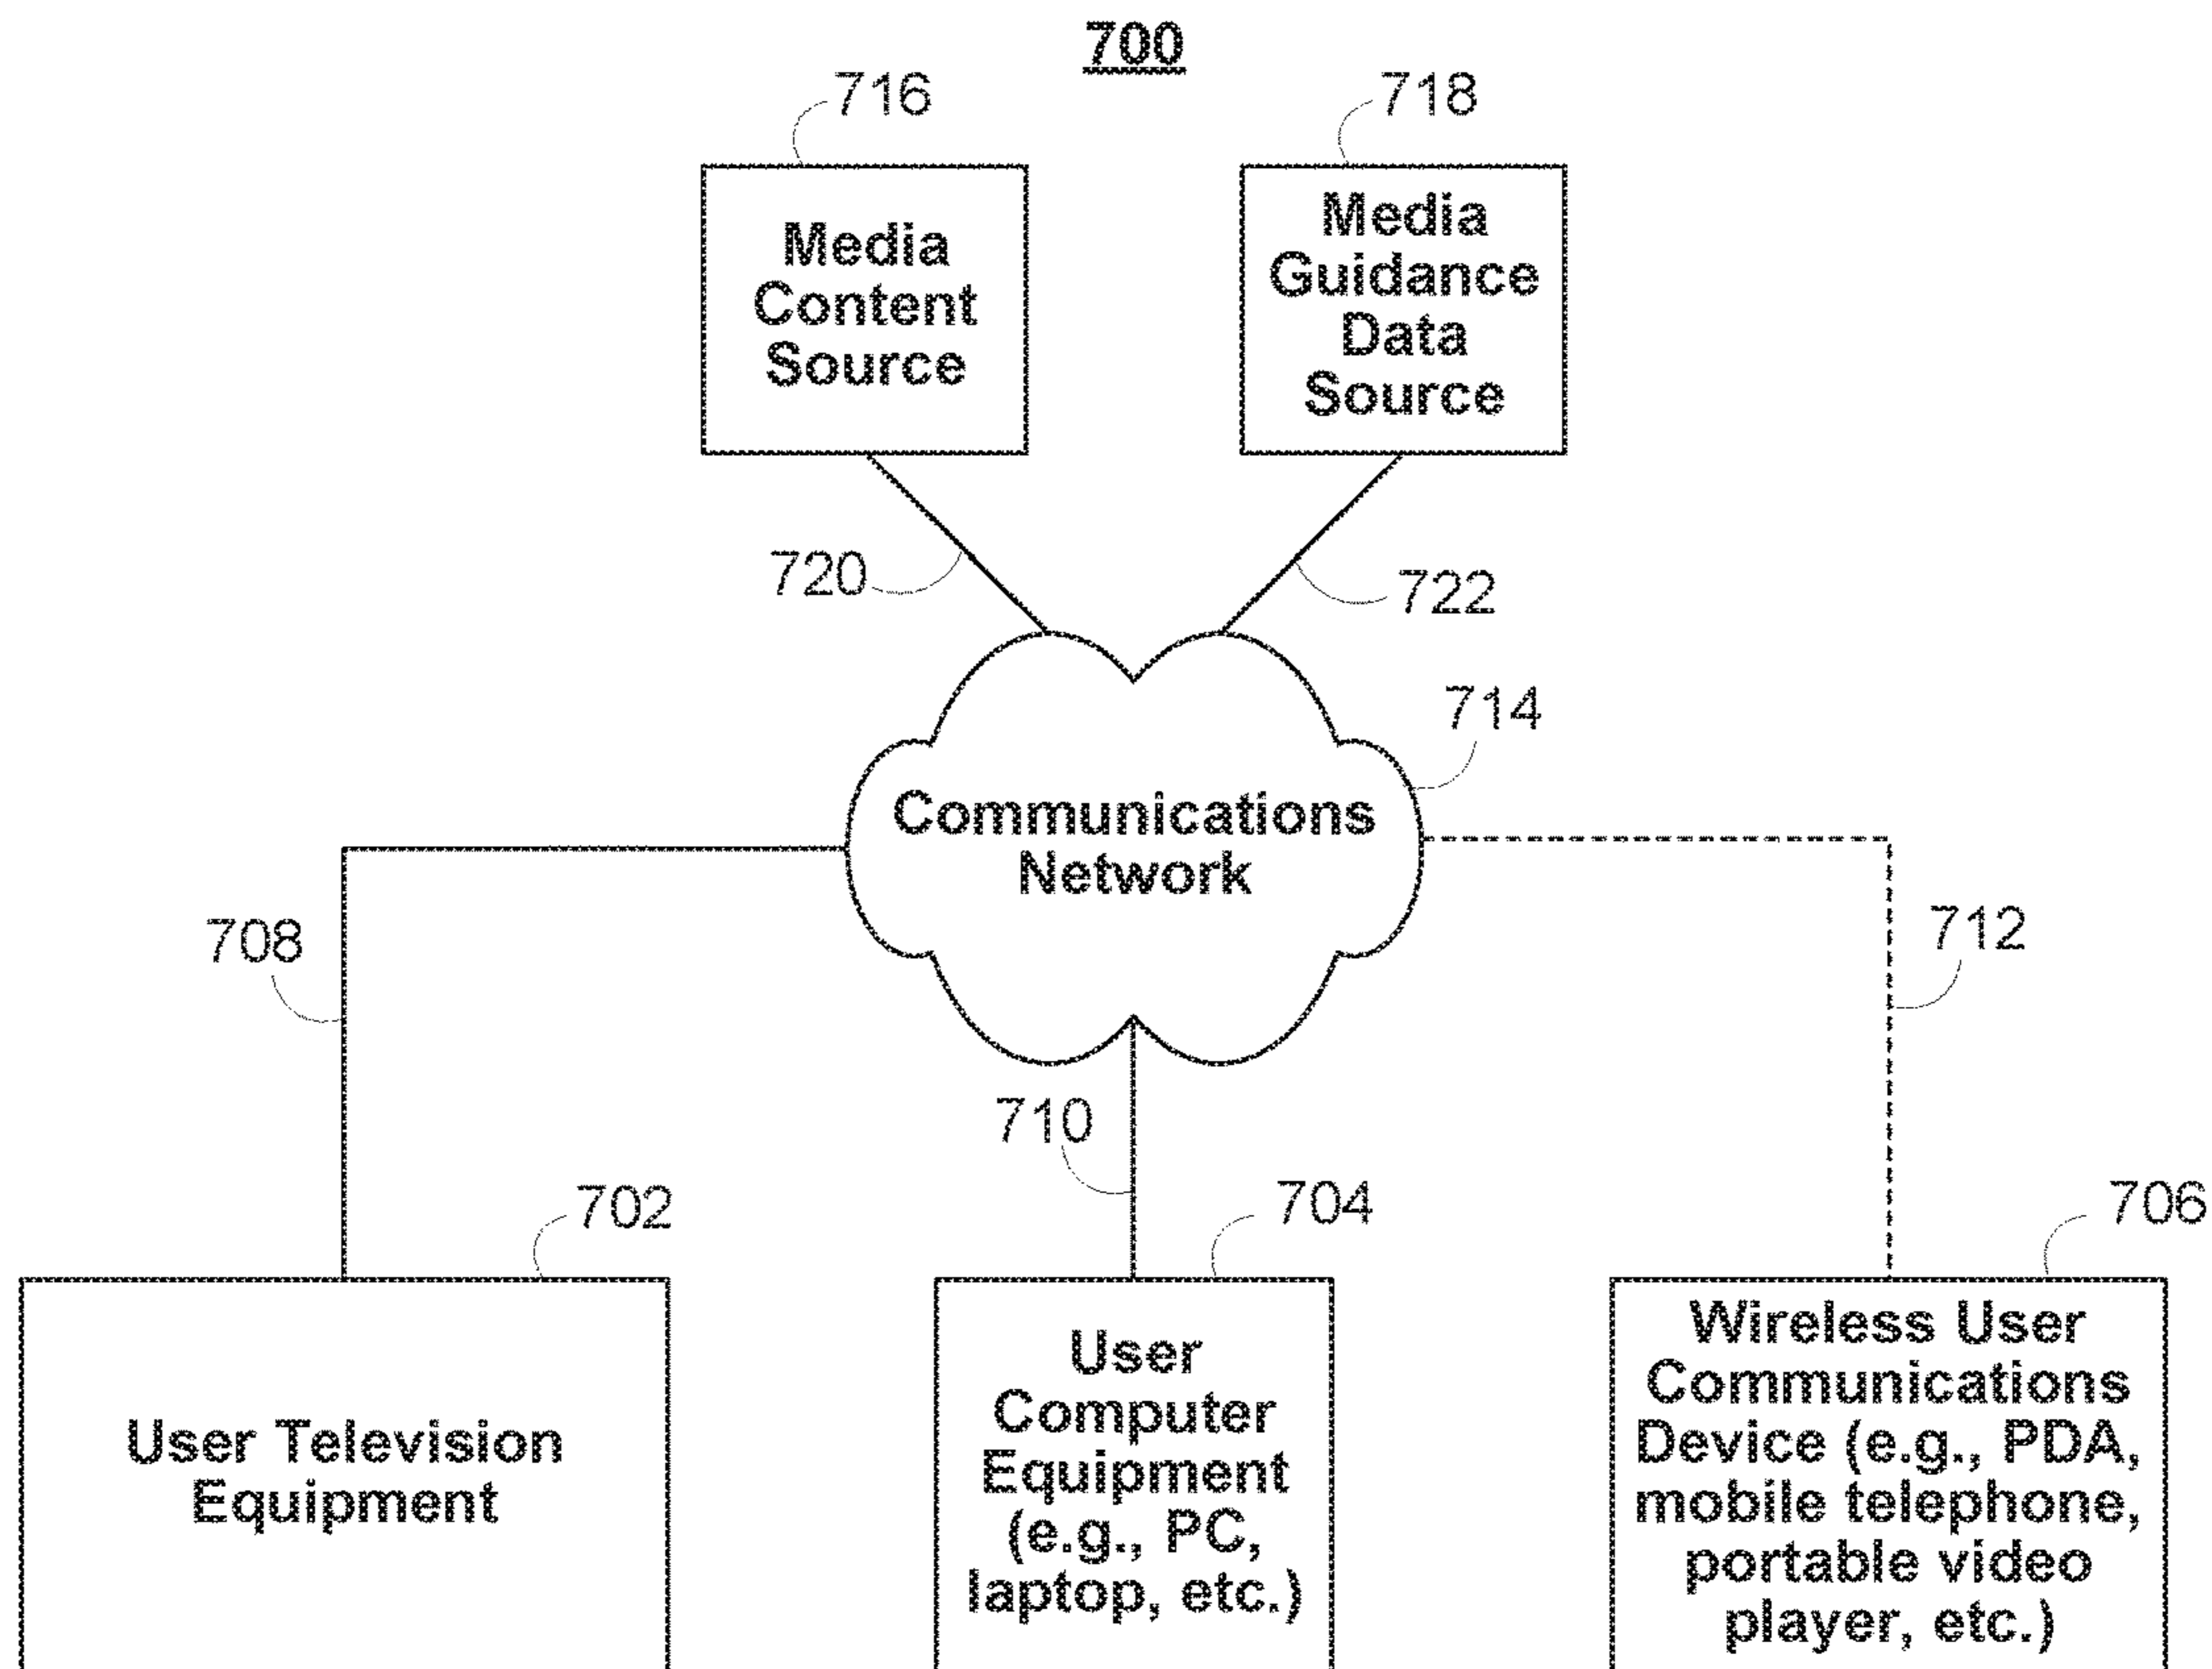 700
716
718
Media
Content
Source
Media
Guidance
Data
Source
720
722
714
Communications
Network
708
712
710
702
704
706
User Television
Equipment
User
Computer
Equipment
(e.g., PC,
laptop, etc.)
Wireless User
Communications
Device (e.g., PDA,
mobile telephone,
portable video
player, etc.)